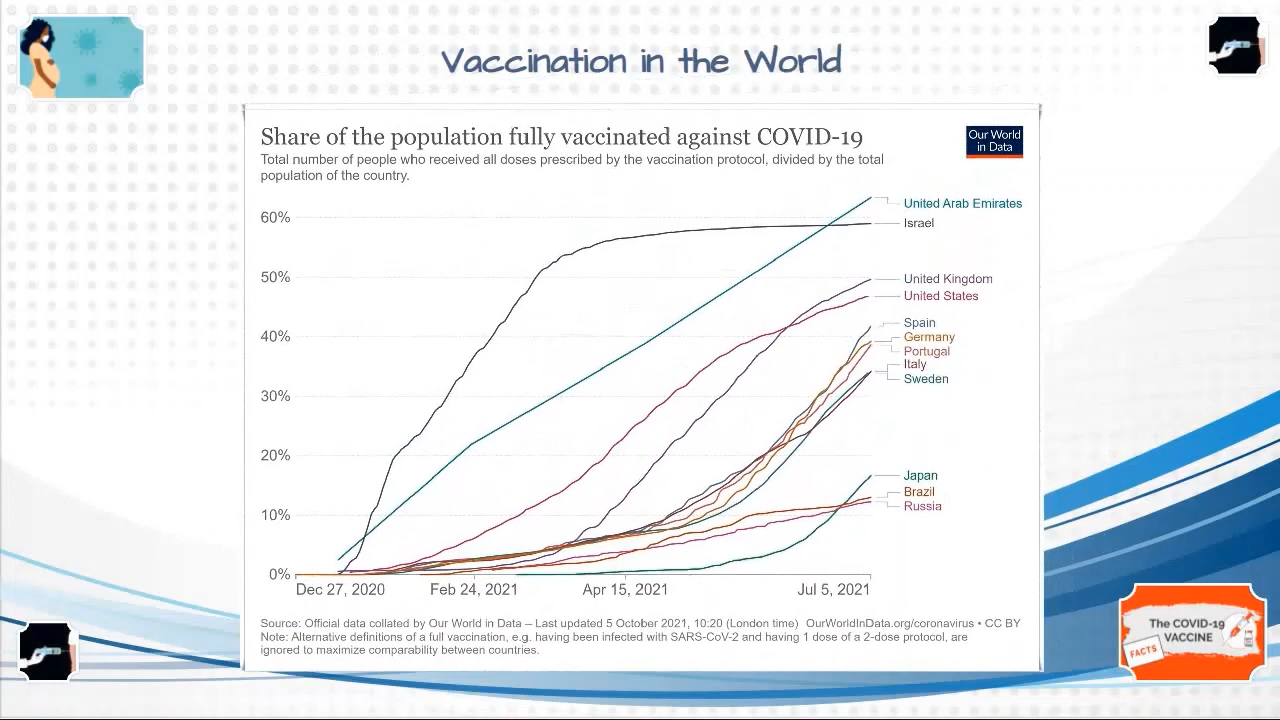 Vaccination in the World
Share of the population fully vaccinated against COVID-19
Total number of people who received all doses prescribed by the vaccination protocol, divided by the total
population of the country.
Our World
in Data
60%
50%
40%
30%
20%
10%
0%
United Arab Emirates
Israel
United Kingdom
United States
Spain
Germany
Portugal
Italy
Sweden
Japan
Brazil
Russia
Dec 27, 2020
Feb 24, 2021
Apr 15, 2021
Jul 5, 2021
Source: Official data collated by Our World in Data – Last updated 5 October 2021, 10:20 (London time) OurWorldInData.org/coronavirus • CC BY
Note: Alternative definitions of a full vaccination, e.g. having been infected with SARS-CoV-2 and having 1 dose of a 2-dose protocol, are
ignored to maximize comparability between countries.
The COVID-19
VACCINE
FACTS